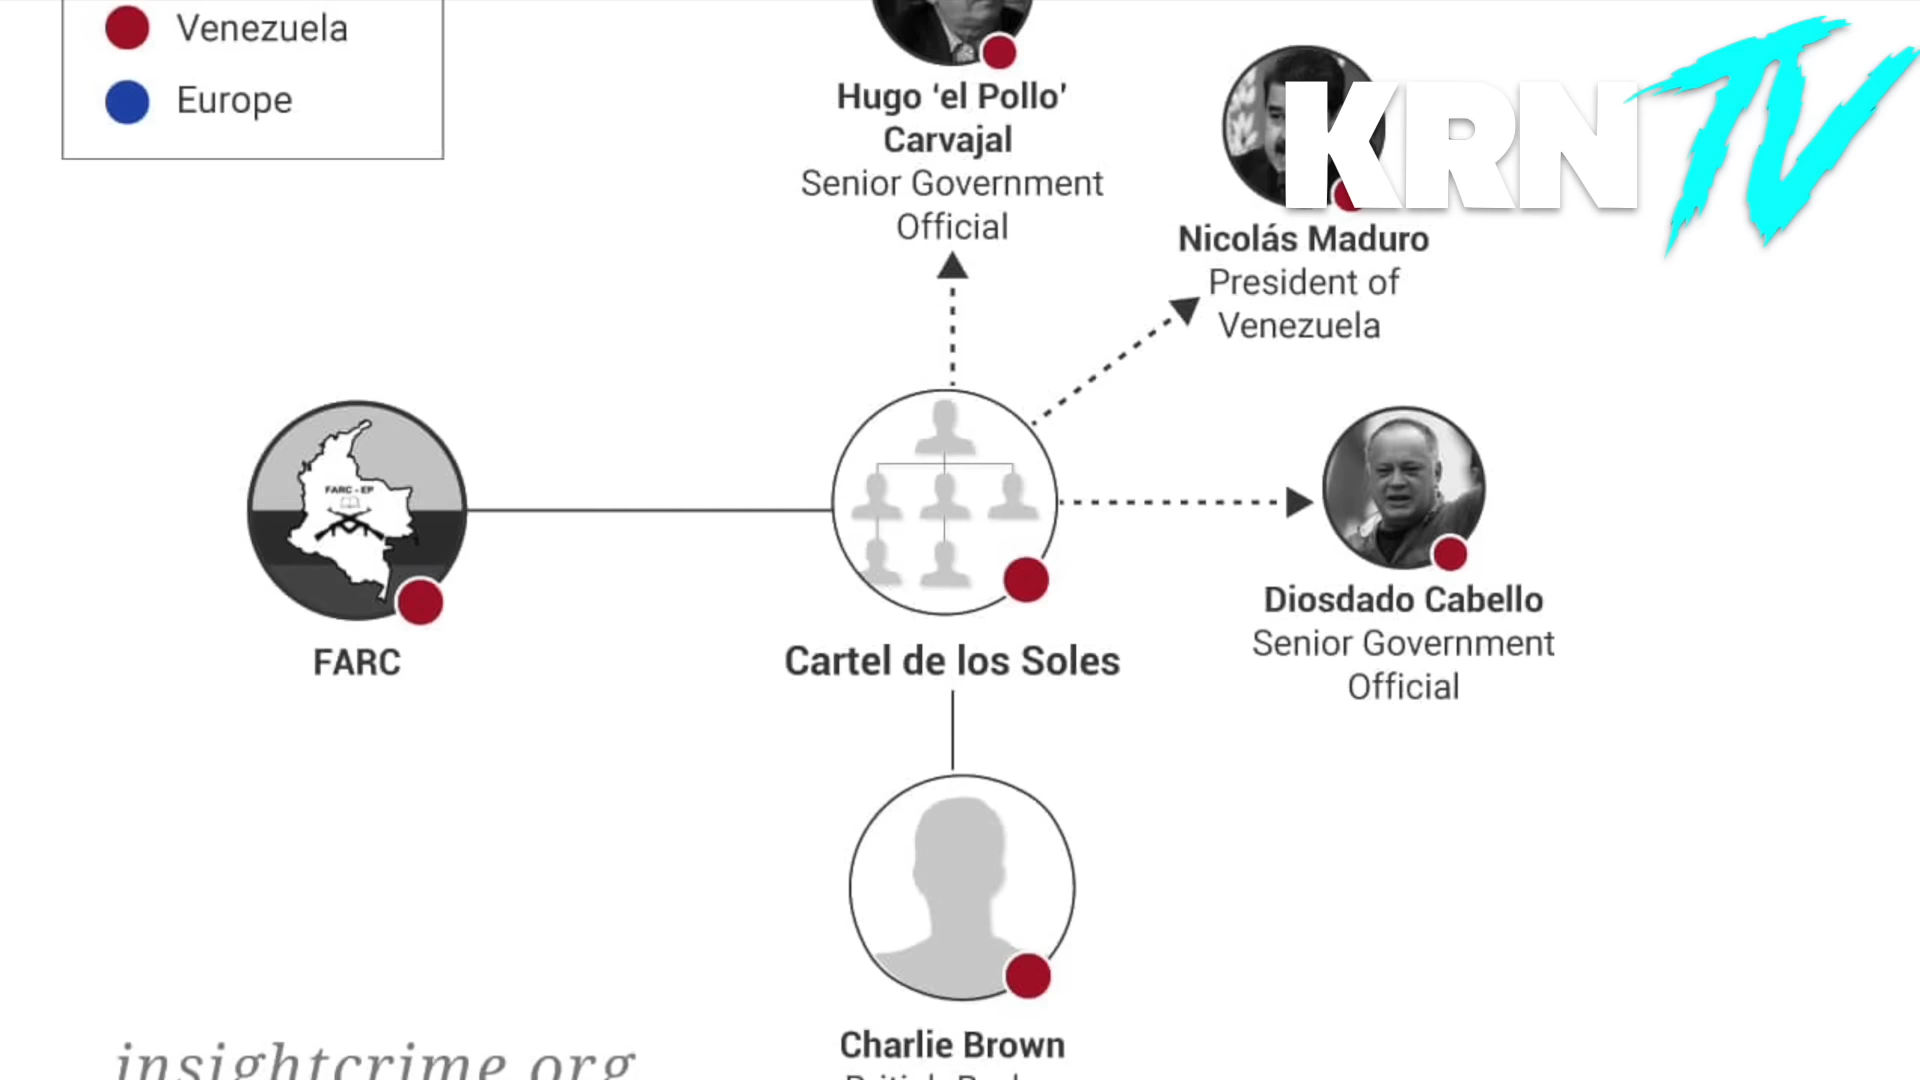 Venezuela
Europe
Hugo ‘el Pollo’
Carvajal
Senior Government
Official
KRN TV
Nicolás Maduro
President of
Venezuela
FARC - EP
FARC
Cartel de los Soles
Diosdado Cabello
Senior Government
Official
Charlie Brown
insightcrime.org